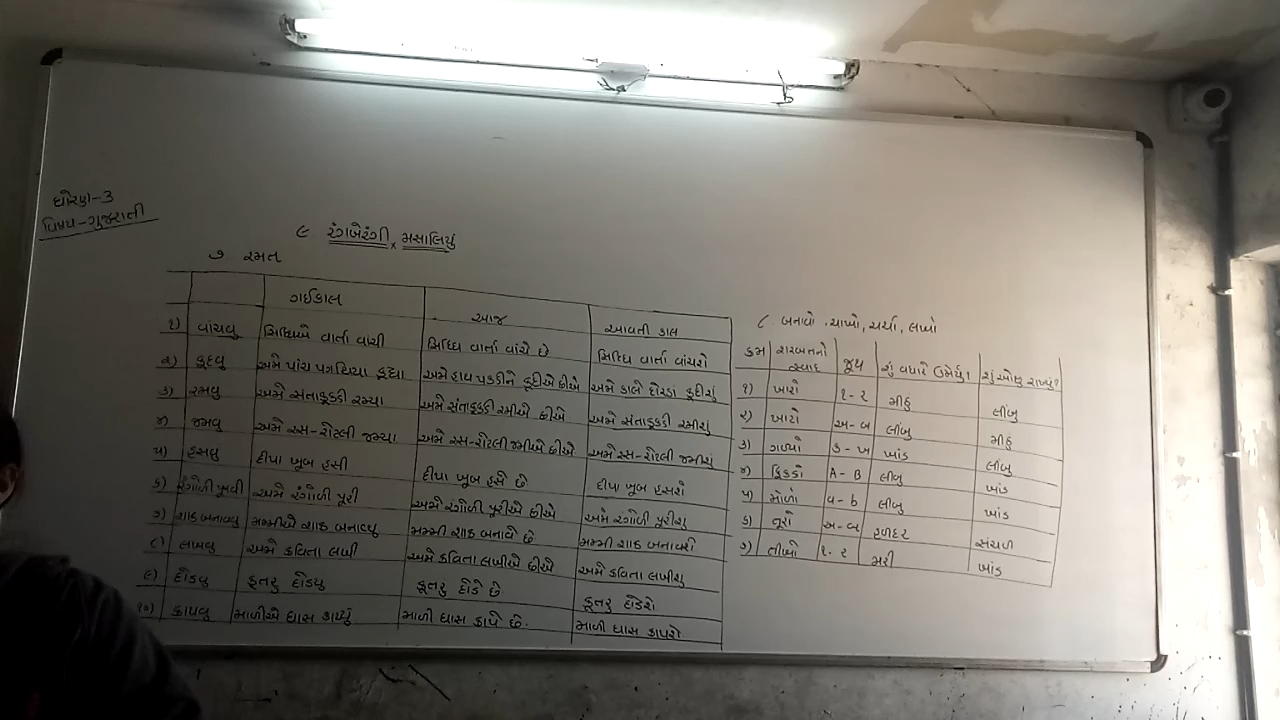 ધોરણ-૩
વિષય-ગુજરાતી
૯ રંગબેરંગી × મસાલિયું
૭ રમત
ગઈકાલ આજ આવતી કાલ
૧) વાંચવુ સિધ્ધિએ વાર્તા વાચી સિધ્ધિ વાર્તા વાંચે છે સિધ્ધિ વાર્તા વાંચશે
૨) કૂદવુ અમે પાંચ પગથિયા કૂદ્યા અમે હાથ પકડીને કૂદીએ છીએ અમે કાલે દોરડાં કૂદીશું
૩) રમવુ અમે સંતાકૂકડી રમ્યા અમે સંતાકૂકડી રમીએ છીએ અમે સંતાકૂકડી રમીશુ
૪) જમવુ અમે રસ-રોટલી જમ્યા અમે રસ-રોટલી જમીએ છીએ અમે રસ-રોટલી જમીશુ
૫) હસવુ દીપા ખૂબ હસી દીપા ખૂબ હસે છે દીપા ખૂબ હસશે
૬) રંગોળી પૂરવી અમે રંગોળી પૂરી અમે રંગોળી પૂરીએ છીએ અમે રંગોળી પૂરીશુ
૭) શાક બનાવવુ મમ્મીએ શાક બનાવ્યુ મમ્મી શાક બનાવે છે મમ્મી શાક બનાવશે
૮) લખવુ અમે કવિતા લખી અમે કવિતા લખીએ છીએ અમે કવિતા લખીશુ
૯) દોડવુ કૂતરુ દોડ્યુ કૂતરુ દોડે છે કૂતરુ દોડશે
૧૦) કાપવુ માળીએ ઘાસ કાપ્યું માળી ઘાસ કાપે છે. માળી ઘાસ કાપશે
૮ બનાવો, ચાખો, ચર્ચા, લખો
ક્રમ શરબતનો સ્વાદ જૂથ શું વધારે ઉમેર્યુ? શું ઓછુ રાખ્યું?
૧) ખારો ૧-૨ મીઠુ લીંબુ
૨) ખાટો અ-બ લીંબુ મીઠુ
૩) ગળ્યો ક-ખ ખાંડ લીંબુ
૪) ફિક્કો A-B લીંબુ ખાંડ
૫) મોળો a-b લીંબુ ખાંડ
૬) તૂરો અ-બ હળદર સંચળ
૭) તીખો ૧-૨ મરી ખાંડ